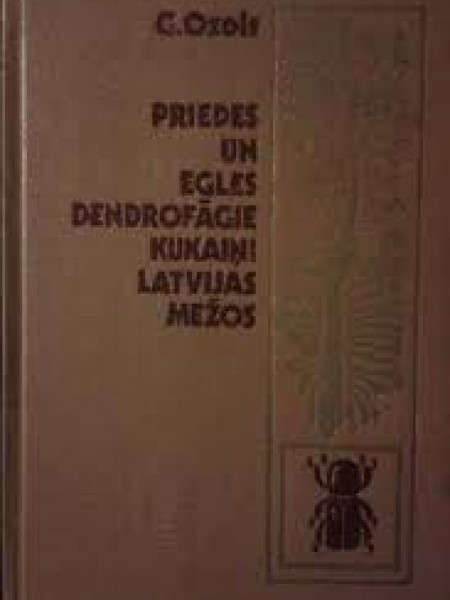 G.Ozols
PRIEDES
UN
EGLES
DENDROFĀGIE
KUKAIŅI
LATVIJAS
MEŽOS